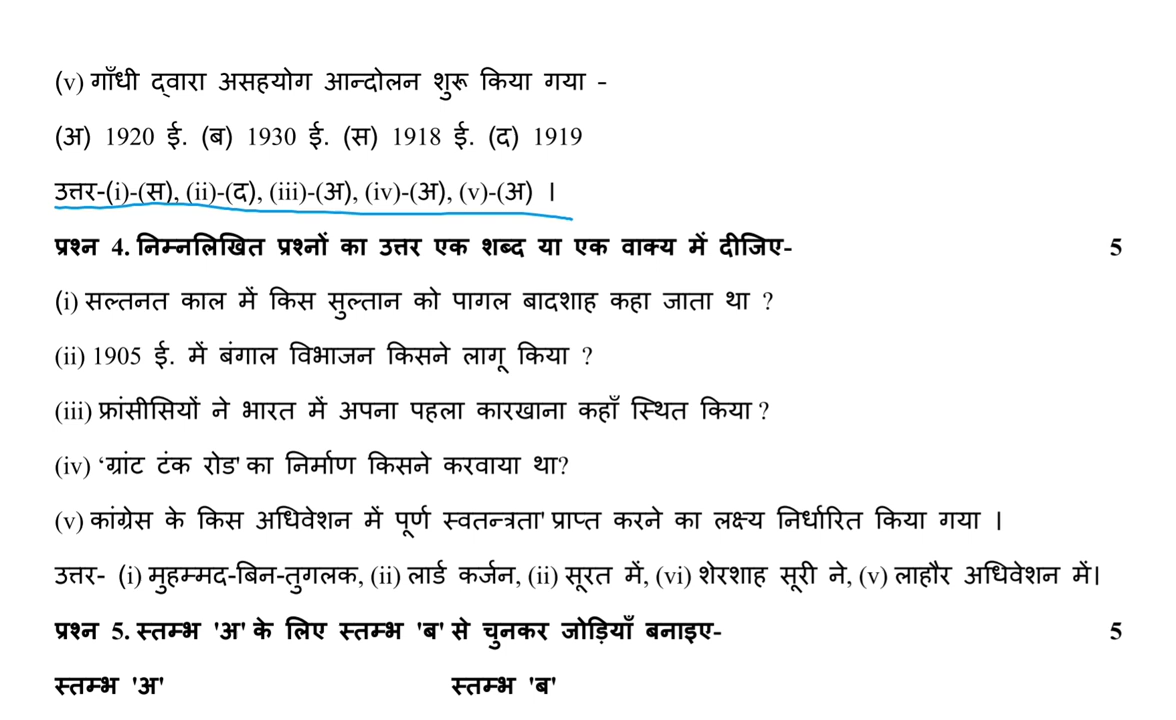 (v) गाँधी द्वारा असहयोग आन्दोलन शुरू किया गया -
(अ) 1920 ई. (ब) 1930 ई. (स) 1918 ई. (द) 1919
उत्तर-(i)-(स), (ii)-(द), (iii)-(अ), (iv)-(अ), (v)-(अ) ।
प्रश्न 4. निम्नलिखित प्रश्नों का उत्तर एक शब्द या एक वाक्य में दीजिए- 5
(i) सल्तनत काल में किस सुल्तान को पागल बादशाह कहा जाता था ?
(ii) 1905 ई. में बंगाल विभाजन किसने लागू किया ?
(iii) फ्रांसीसियों ने भारत में अपना पहला कारखाना कहाँ स्थित किया ?
(iv) ‘ग्रांट टंक रोड' का निर्माण किसने करवाया था?
(v) कांग्रेस के किस अधिवेशन में पूर्ण स्वतन्त्रता' प्राप्त करने का लक्ष्य निर्धारित किया गया ।
उत्तर- (i) मुहम्मद-बिन-तुगलक, (ii) लार्ड कर्जन, (ii) सूरत में, (vi) शेरशाह सूरी ने, (v) लाहौर अधिवेशन में।
प्रश्न 5. स्तम्भ 'अ' के लिए स्तम्भ 'ब' से चुनकर जोड़ियाँ बनाइए- 5
स्तम्भ 'अ' स्तम्भ 'ब'